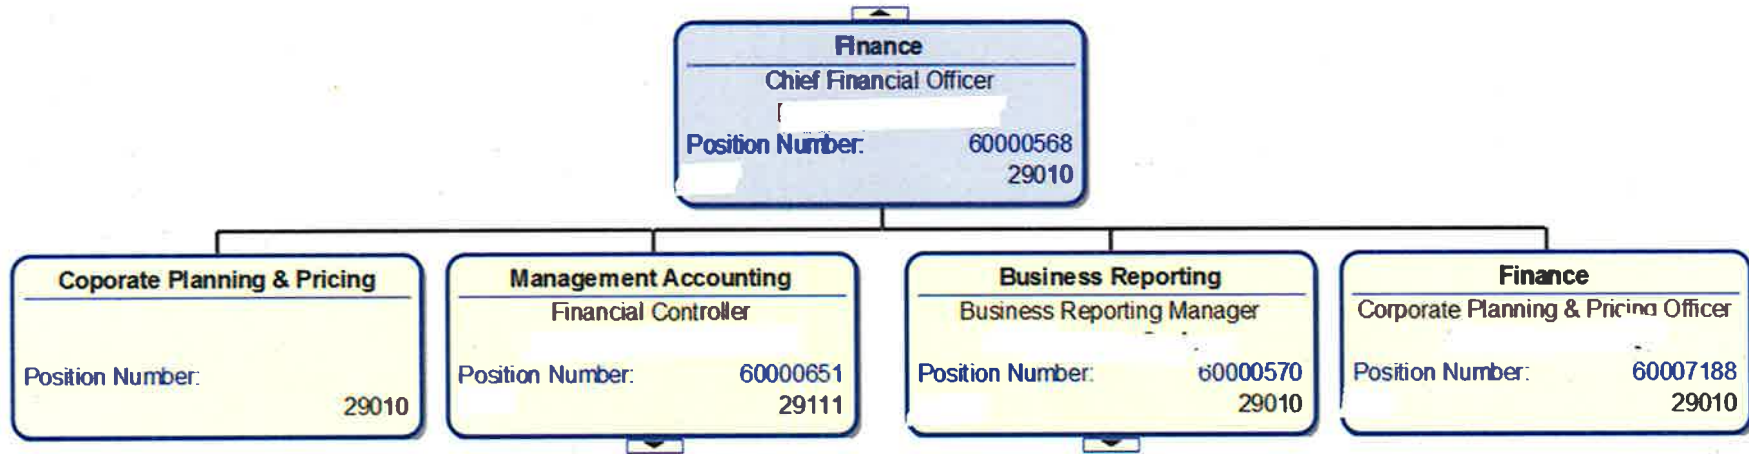 Finance
Chief Financial Officer
Position Number: 60000568
29010
Coporate Planning & Pricing
Position Number:
29010
Management Accounting
Financial Controller
Position Number: 60000651
29111
Business Reporting
Business Reporting Manager
Position Number: 60000570
29010
Finance
Corporate Planning & Pricing Officer
Position Number: 60007188
29010